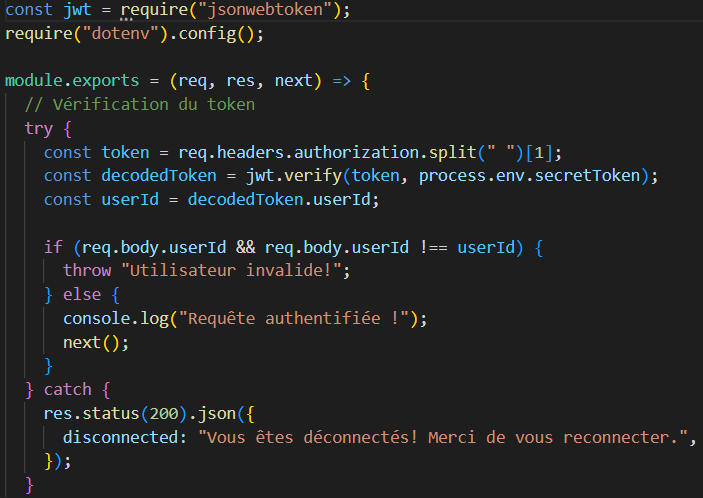 const jwt = require("jsonwebtoken");
require("dotenv").config();
module.exports = (req, res, next) => {
// Vérification du token
try {
const token = req.headers.authorization.split(" ")[1];
const decodedToken = jwt.verify(token, process.env.secretToken);
const userId = decodedToken.userId;
if (req.body.userId && req.body.userId !== userId) {
throw "Utilisateur invalide!";
} else {
console.log("Requête authentifiée !");
next();
}
} catch {
res.status(200).json({
disconnected: "Vous êtes déconnectés! Merci de vous reconnecter.",
});
}